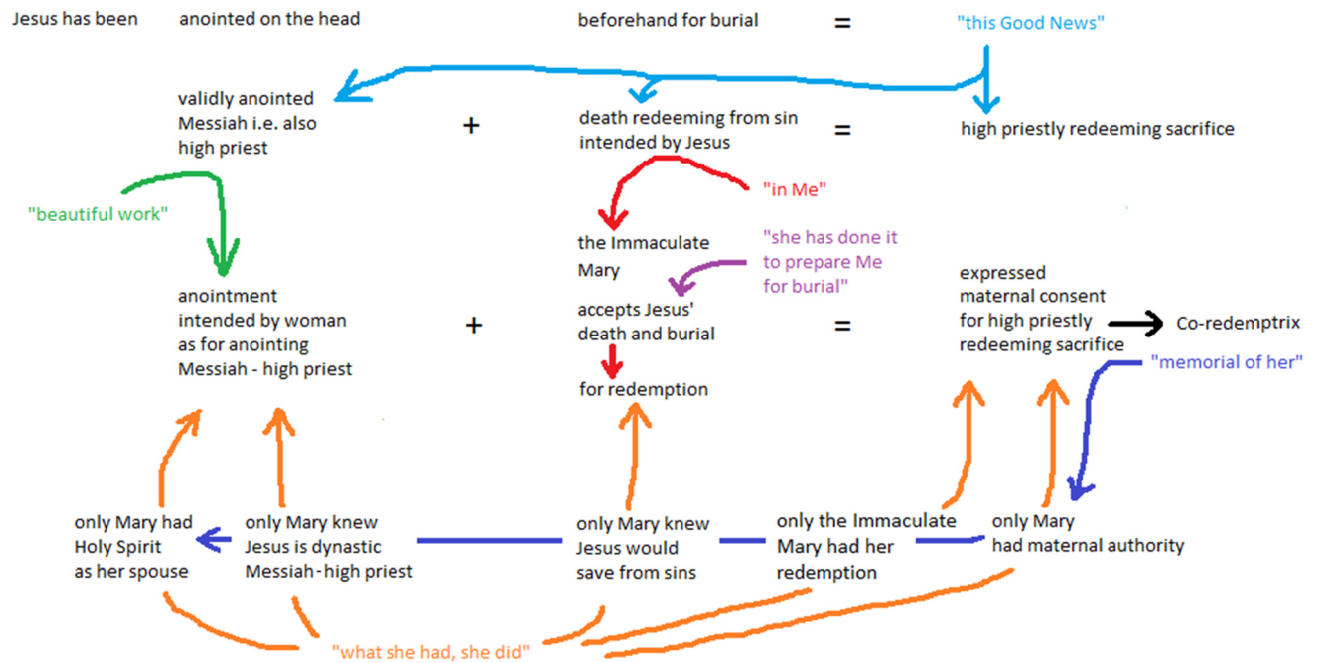 Jesus has been anointed on the head beforehand for burial = "this Good News"
validly anointed
Messiah i.e. also
high priest
+
death redeeming from sin
intended by Jesus
=
high priestly redeeming sacrifice
"beautiful work"
"in Me"
the Immaculate
Mary
"she has done it
to prepare Me
for burial"
anointment
intended by woman
as for anointing
Messiah - high priest
+
accepts Jesus'
death and burial
for redemption
=
expressed
maternal consent
for high priestly
redeeming sacrifice
Co-redemptrix
"memorial of her"
only Mary had
Holy Spirit
as her spouse
only Mary knew
Jesus is dynastic
Messiah-high priest
only Mary knew
Jesus would
save from sins
only the Immaculate
Mary had her
redemption
only Mary
had maternal authority
"what she had, she did"